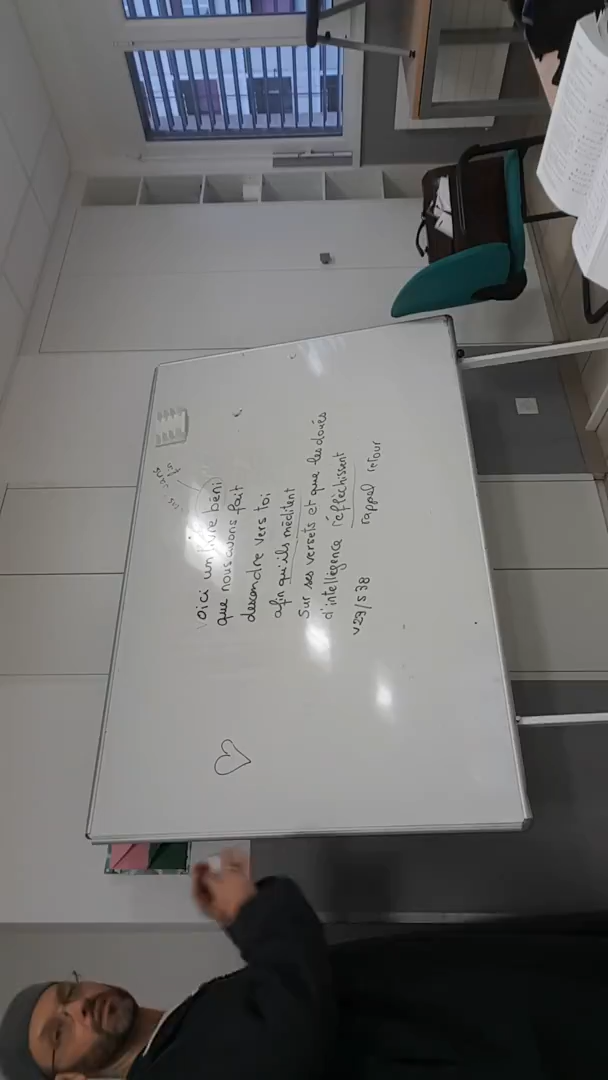 Voici un livre béni
que nous avons fait
descendre vers toi
afin qu'ils méditent
sur ses versets et que les doués
d'intelligence réfléchissent
v29/s38 rappel retour